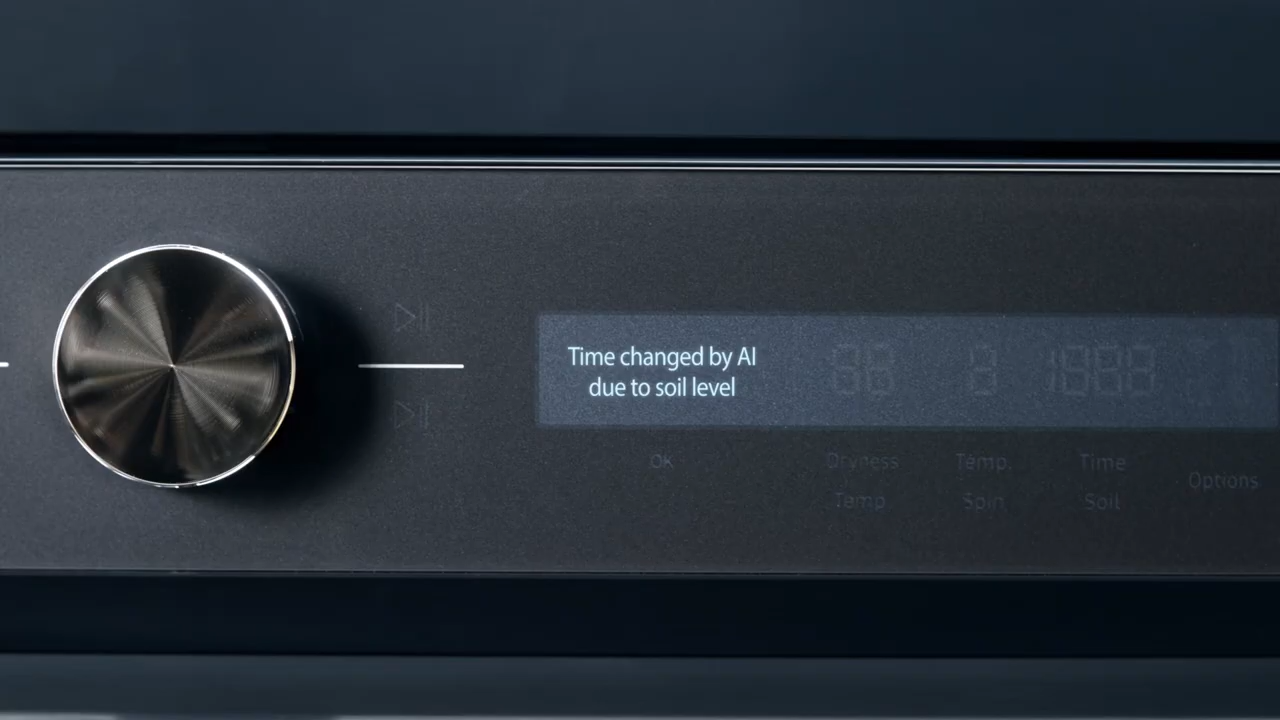 Time changed by AI
due to soil level
Ok
Dryness
Temp.
Time
Options
Temp
Spin
Soil